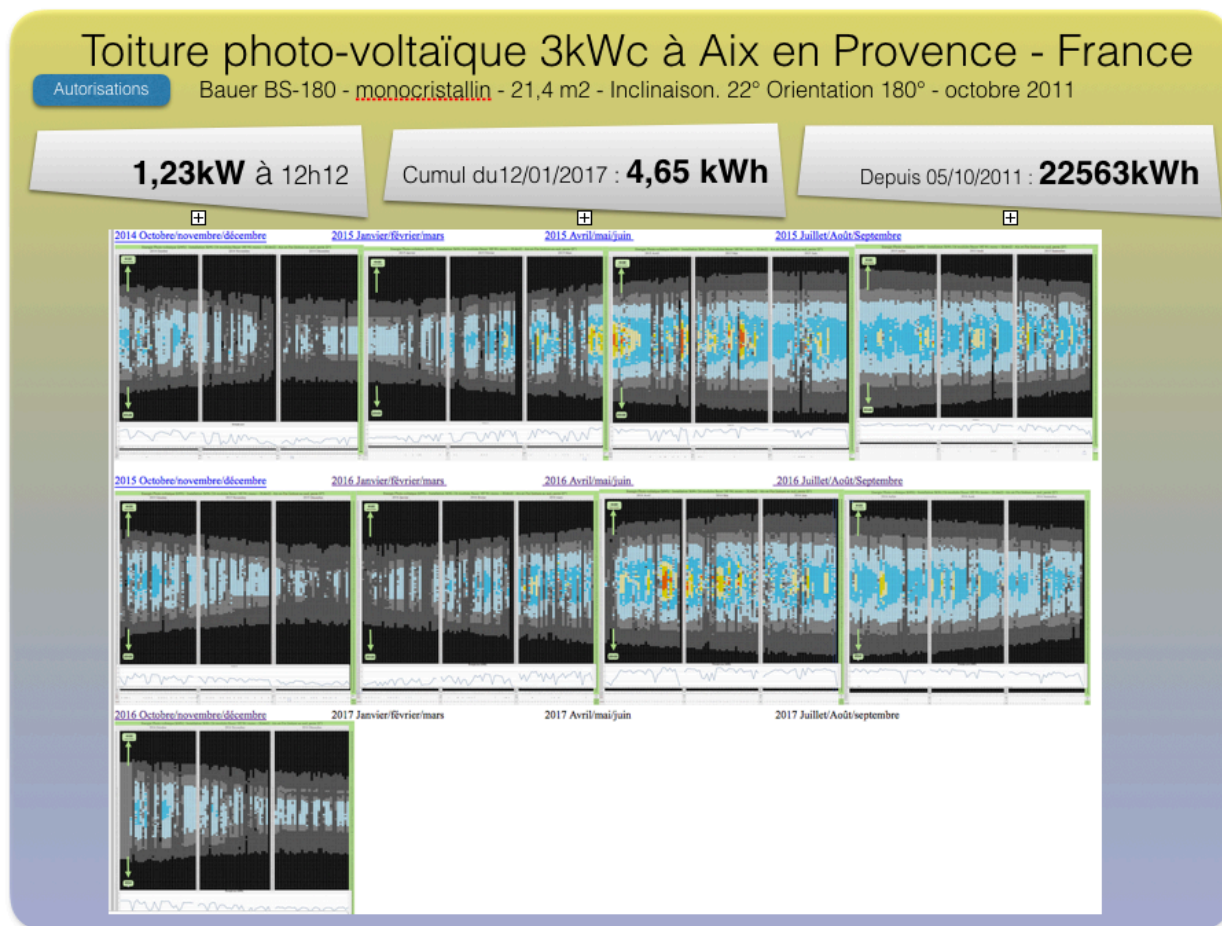 Toiture photo-voltaïque 3kWc à Aix en Provence - France
Autorisations
Bauer BS-180 - monocristallin - 21,4 m2 - Inclinaison. 22° Orientation 180° - octobre 2011
1,23kW à 12h12
Cumul du12/01/2017 : 4,65 kWh
Depuis 05/10/2011 : 22563kWh
2014 Octobre/novembre/décembre 2015 Janvier/février/mars 2015 Avril/mai/juin 2015 Juillet/Août/Septembre
2015 Octobre/novembre/décembre 2016 Janvier/février/mars 2016 Avril/mai/juin 2016 Juillet/Août/Septembre
2016 Octobre/novembre/décembre 2017 Janvier/février/mars 2017 Avril/mai/juin 2017 Juillet/Août/septembre